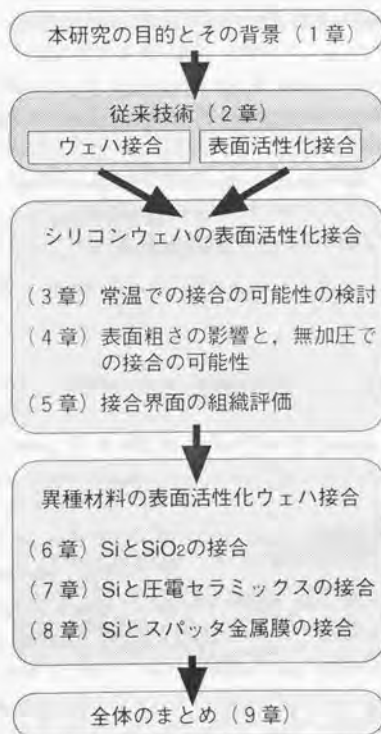 本研究の目的とその背景（1章）
従来技術（2章）
ウェハ接合
表面活性化接合
シリコンウェハの表面活性化接合
（3章）常温での接合の可能性の検討
（4章）表面粗さの影響と，無加圧で
の接合の可能性
（5章）接合界面の組織評価
異種材料の表面活性化ウェハ接合
（6章）SiとSiO₂の接合
（7章）Siと圧電セラミックスの接合
（8章）Siとスパッタ金属膜の接合
全体のまとめ（9章）